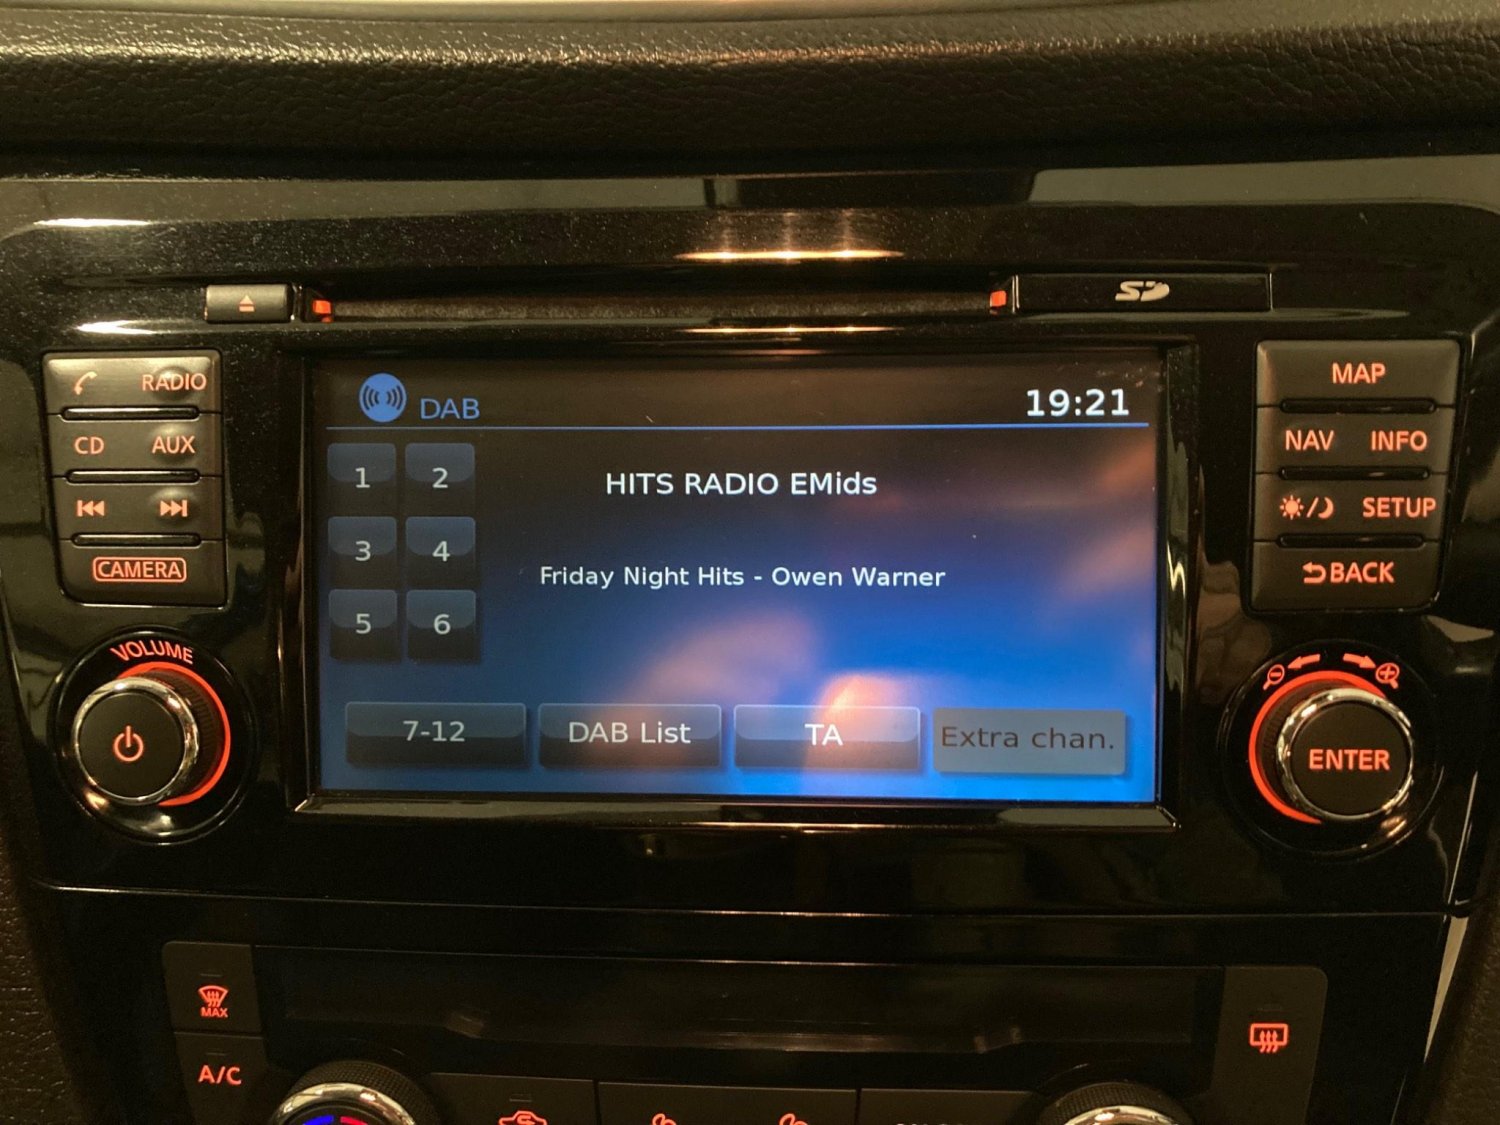 SD
RADIO
CD AUX
CAMERA
VOLUME
DAB
19:21
1 2
3 4
5 6
HITS RADIO EMids
Friday Night Hits - Owen Warner
7-12
DAB List
TA
Extra chan.
MAP
NAV INFO
SETUP
BACK
ENTER
MAX
A/C